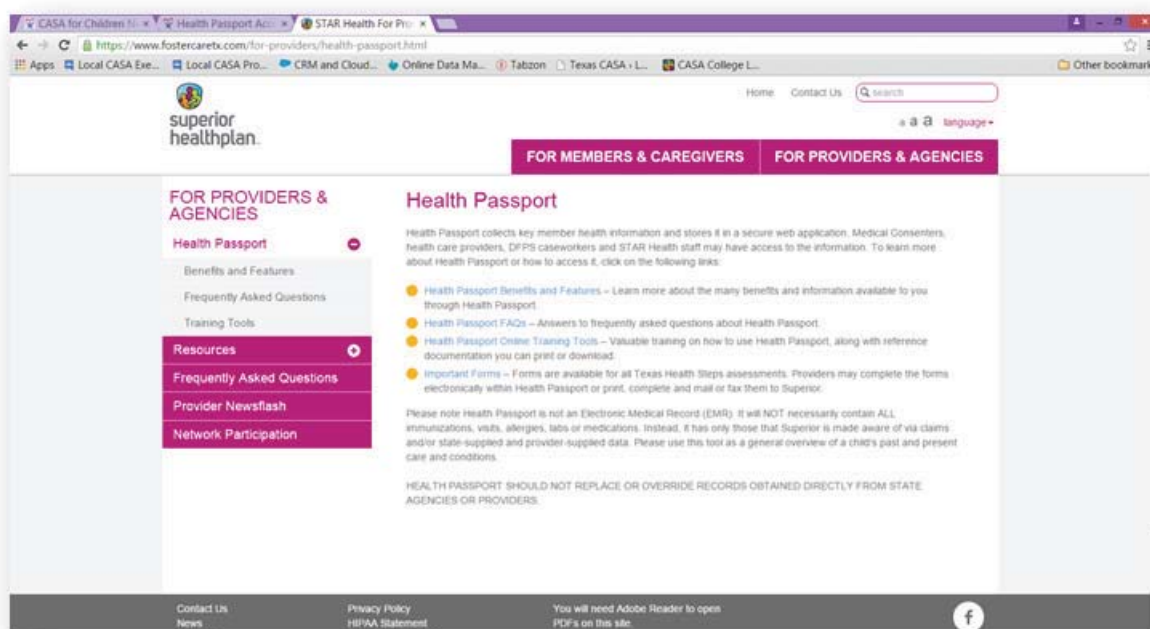 CASA for Children N
Health Passport Acc
STAR Health For Pro
https://www.fostercaretx.com/for-providers/health-passport.html
Apps Local CASA Exe... Local CASA Pro... CRM and Cloud... Online Data Ma... Tabzon Texas CASA › L... CASA College L... Other bookmark
superior
healthplan
Home Contact Us search
a a a language
FOR MEMBERS & CAREGIVERS FOR PROVIDERS & AGENCIES
FOR PROVIDERS &
AGENCIES
Health Passport
Benefits and Features
Frequently Asked Questions
Training Tools
Resources
Frequently Asked Questions
Provider Newsflash
Network Participation
Health Passport
Health Passport collects key member health information and stores it in a secure web application. Medical Consenters,
health care providers, DFPS caseworkers and STAR Health staff may have access to the information. To learn more
about Health Passport or how to access it, click on the following links:
Health Passport Benefits and Features – Learn more about the many benefits and information available to you
through Health Passport.
Health Passport FAQs – Answers to frequently asked questions about Health Passport.
Health Passport Online Training Tools – Valuable training on how to use Health Passport, along with reference
documentation you can print or download.
Important Forms – Forms are available for all Texas Health Steps assessments. Providers may complete the forms
electronically within Health Passport or print, complete and mail or fax them to Superior.
Please note Health Passport is not an Electronic Medical Record (EMR). It will NOT necessarily contain ALL
immunizations, visits, allergies, labs or medications. Instead, it has only those that Superior is made aware of via claims
and/or state-supplied and provider-supplied data. Please use this tool as a general overview of a child's past and present
care and conditions.
HEALTH PASSPORT SHOULD NOT REPLACE OR OVERRIDE RECORDS OBTAINED DIRECTLY FROM STATE
AGENCIES OR PROVIDERS.
Contact Us
News
Privacy Policy
HIPAA Statement
You will need Adobe Reader to open
PDFs on this site.
f